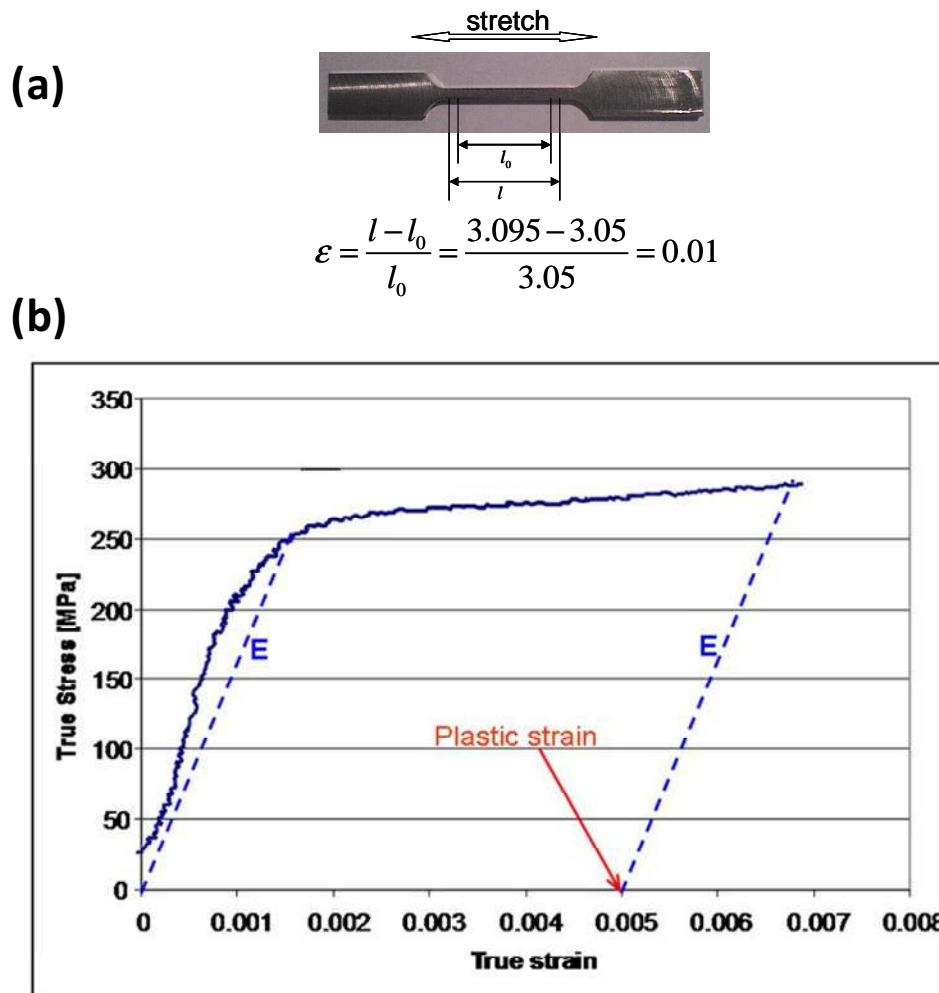 stretch
(a)
l₀
l
ε = (l − l₀) / l₀ = (3.095 − 3.05) / 3.05 = 0.01
(b)
350
300
250
200
150
100
50
0
True Stress [MPa]
E
E
Plastic strain
0 0.001 0.002 0.003 0.004 0.005 0.006 0.007 0.008
True strain